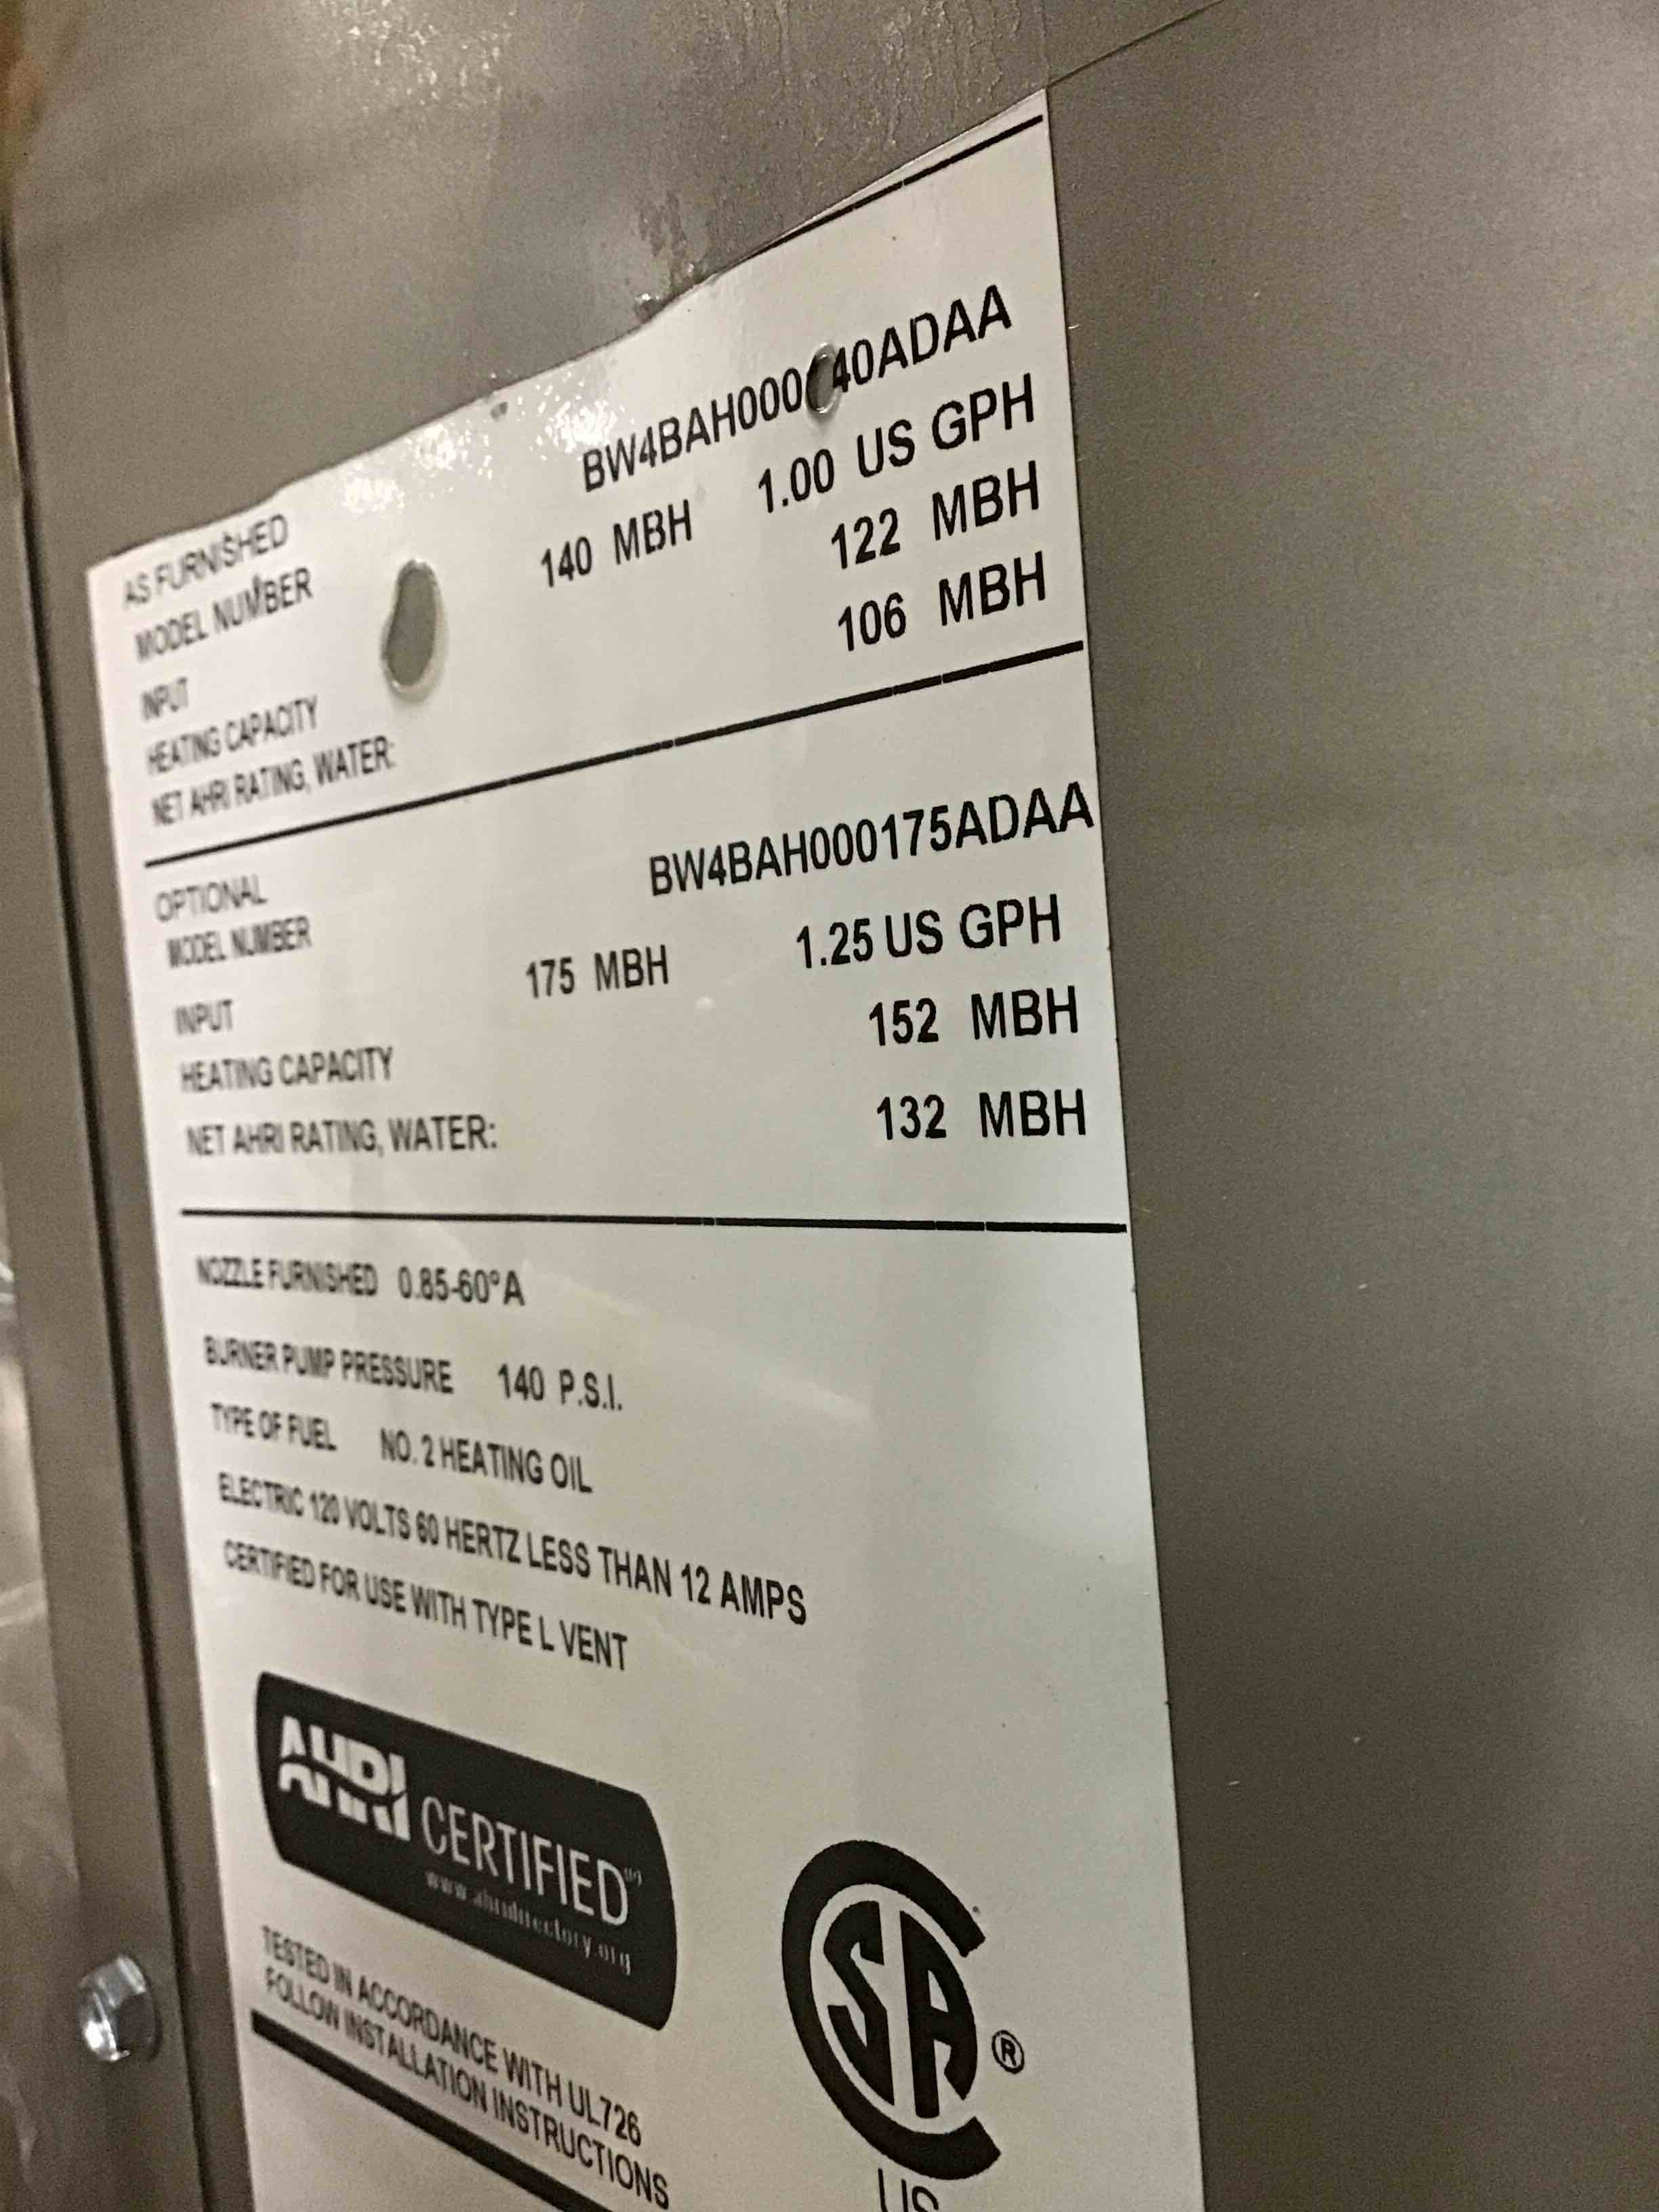 AS FURNISHED
MODEL NUMBER BW4BAH000140ADAA
INPUT 140 MBH 1.00 US GPH
HEATING CAPACITY 122 MBH
NET AHRI RATING, WATER: 106 MBH
OPTIONAL
MODEL NUMBER BW4BAH000175ADAA
INPUT 175 MBH 1.25 US GPH
HEATING CAPACITY 152 MBH
NET AHRI RATING, WATER: 132 MBH
NOZZLE FURNISHED 0.85-60°A
BURNER PUMP PRESSURE 140 P.S.I.
TYPE OF FUEL NO. 2 HEATING OIL
ELECTRIC 120 VOLTS 60 HERTZ LESS THAN 12 AMPS
CERTIFIED FOR USE WITH TYPE L VENT
AHRI CERTIFIED
www.ahridirectory.org
TESTED IN ACCORDANCE WITH UL726
FOLLOW INSTALLATION INSTRUCTIONS
SA ®
US